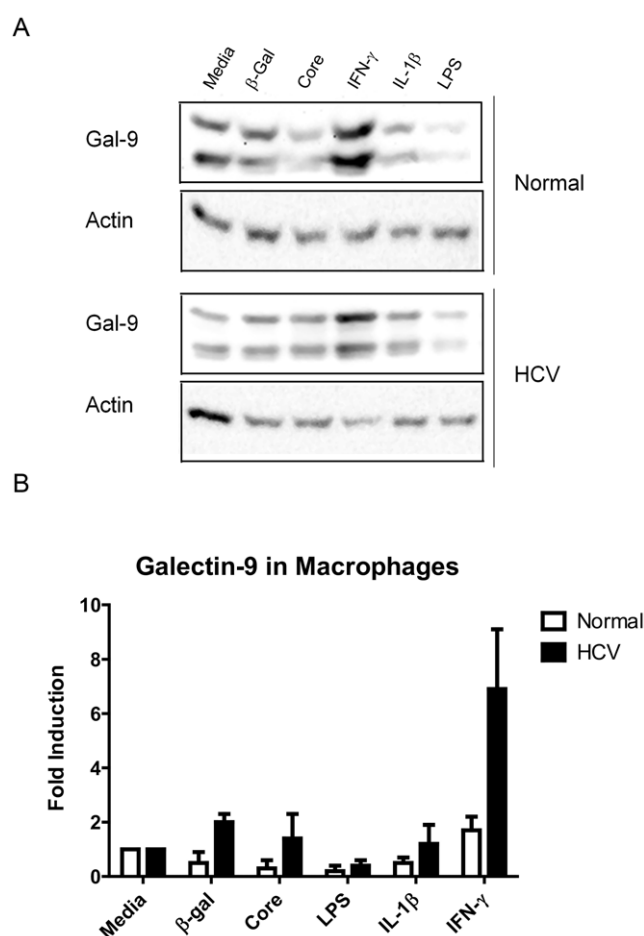 A
Media β-Gal Core IFN-γ IL-1β LPS
Gal-9
Normal
Actin
Gal-9
HCV
Actin
B
Galectin-9 in Macrophages
10
8
6
4
2
0
Fold Induction
Normal
HCV
Media β-gal Core LPS IL-1β IFN-γ